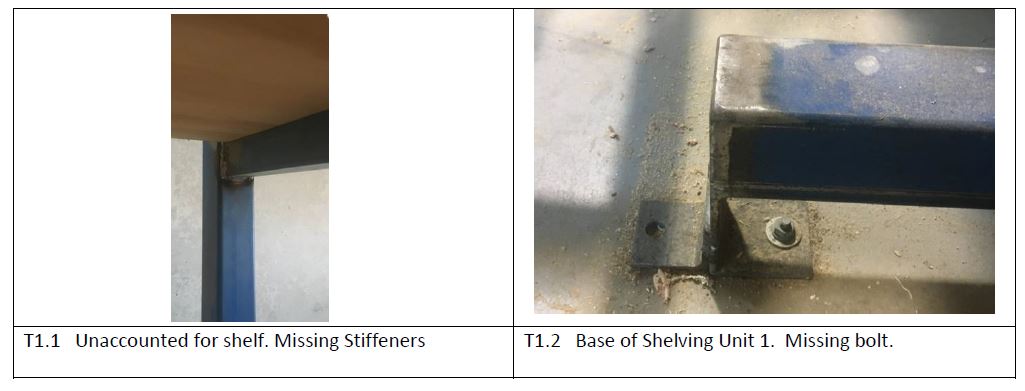 T1.1 Unaccounted for shelf. Missing Stiffeners
T1.2 Base of Shelving Unit 1. Missing bolt.